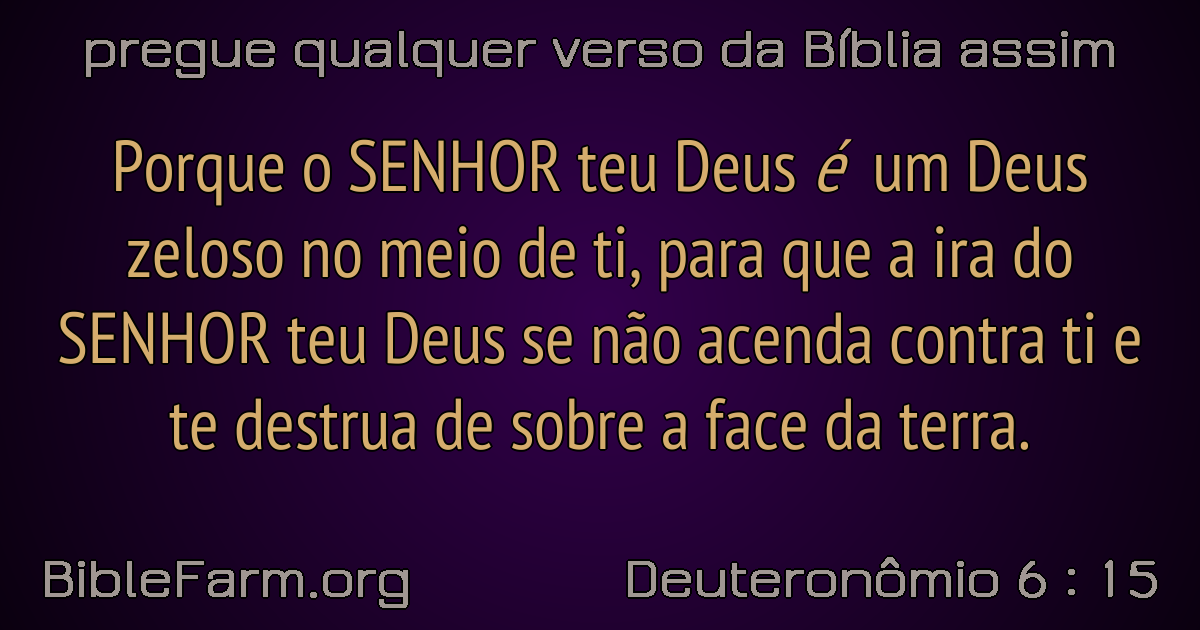 pregue qualquer verso da Bíblia assim
Porque o SENHOR teu Deus é um Deus
zeloso no meio de ti, para que a ira do
SENHOR teu Deus se não acenda contra ti e
te destrua de sobre a face da terra.
BibleFarm.org
Deuteronômio 6 : 15